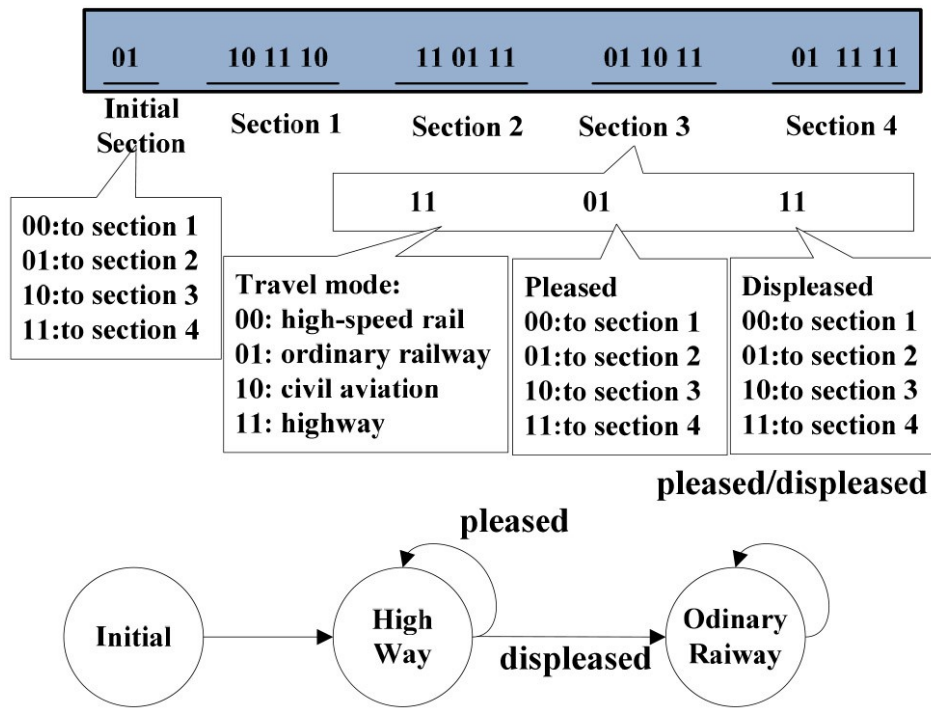 01 10 11 10 11 01 11 01 10 11 01 11 11
Initial
Section
Section 1 Section 2 Section 3 Section 4
11 01 11
00:to section 1
01:to section 2
10:to section 3
11:to section 4
Travel mode:
00: high-speed rail
01: ordinary railway
10: civil aviation
11: highway
Pleased
00:to section 1
01:to section 2
10:to section 3
11:to section 4
Displeased
00:to section 1
01:to section 2
10:to section 3
11:to section 4
pleased/displeased
pleased
Initial
High
Way
displeased
Odinary
Raiway